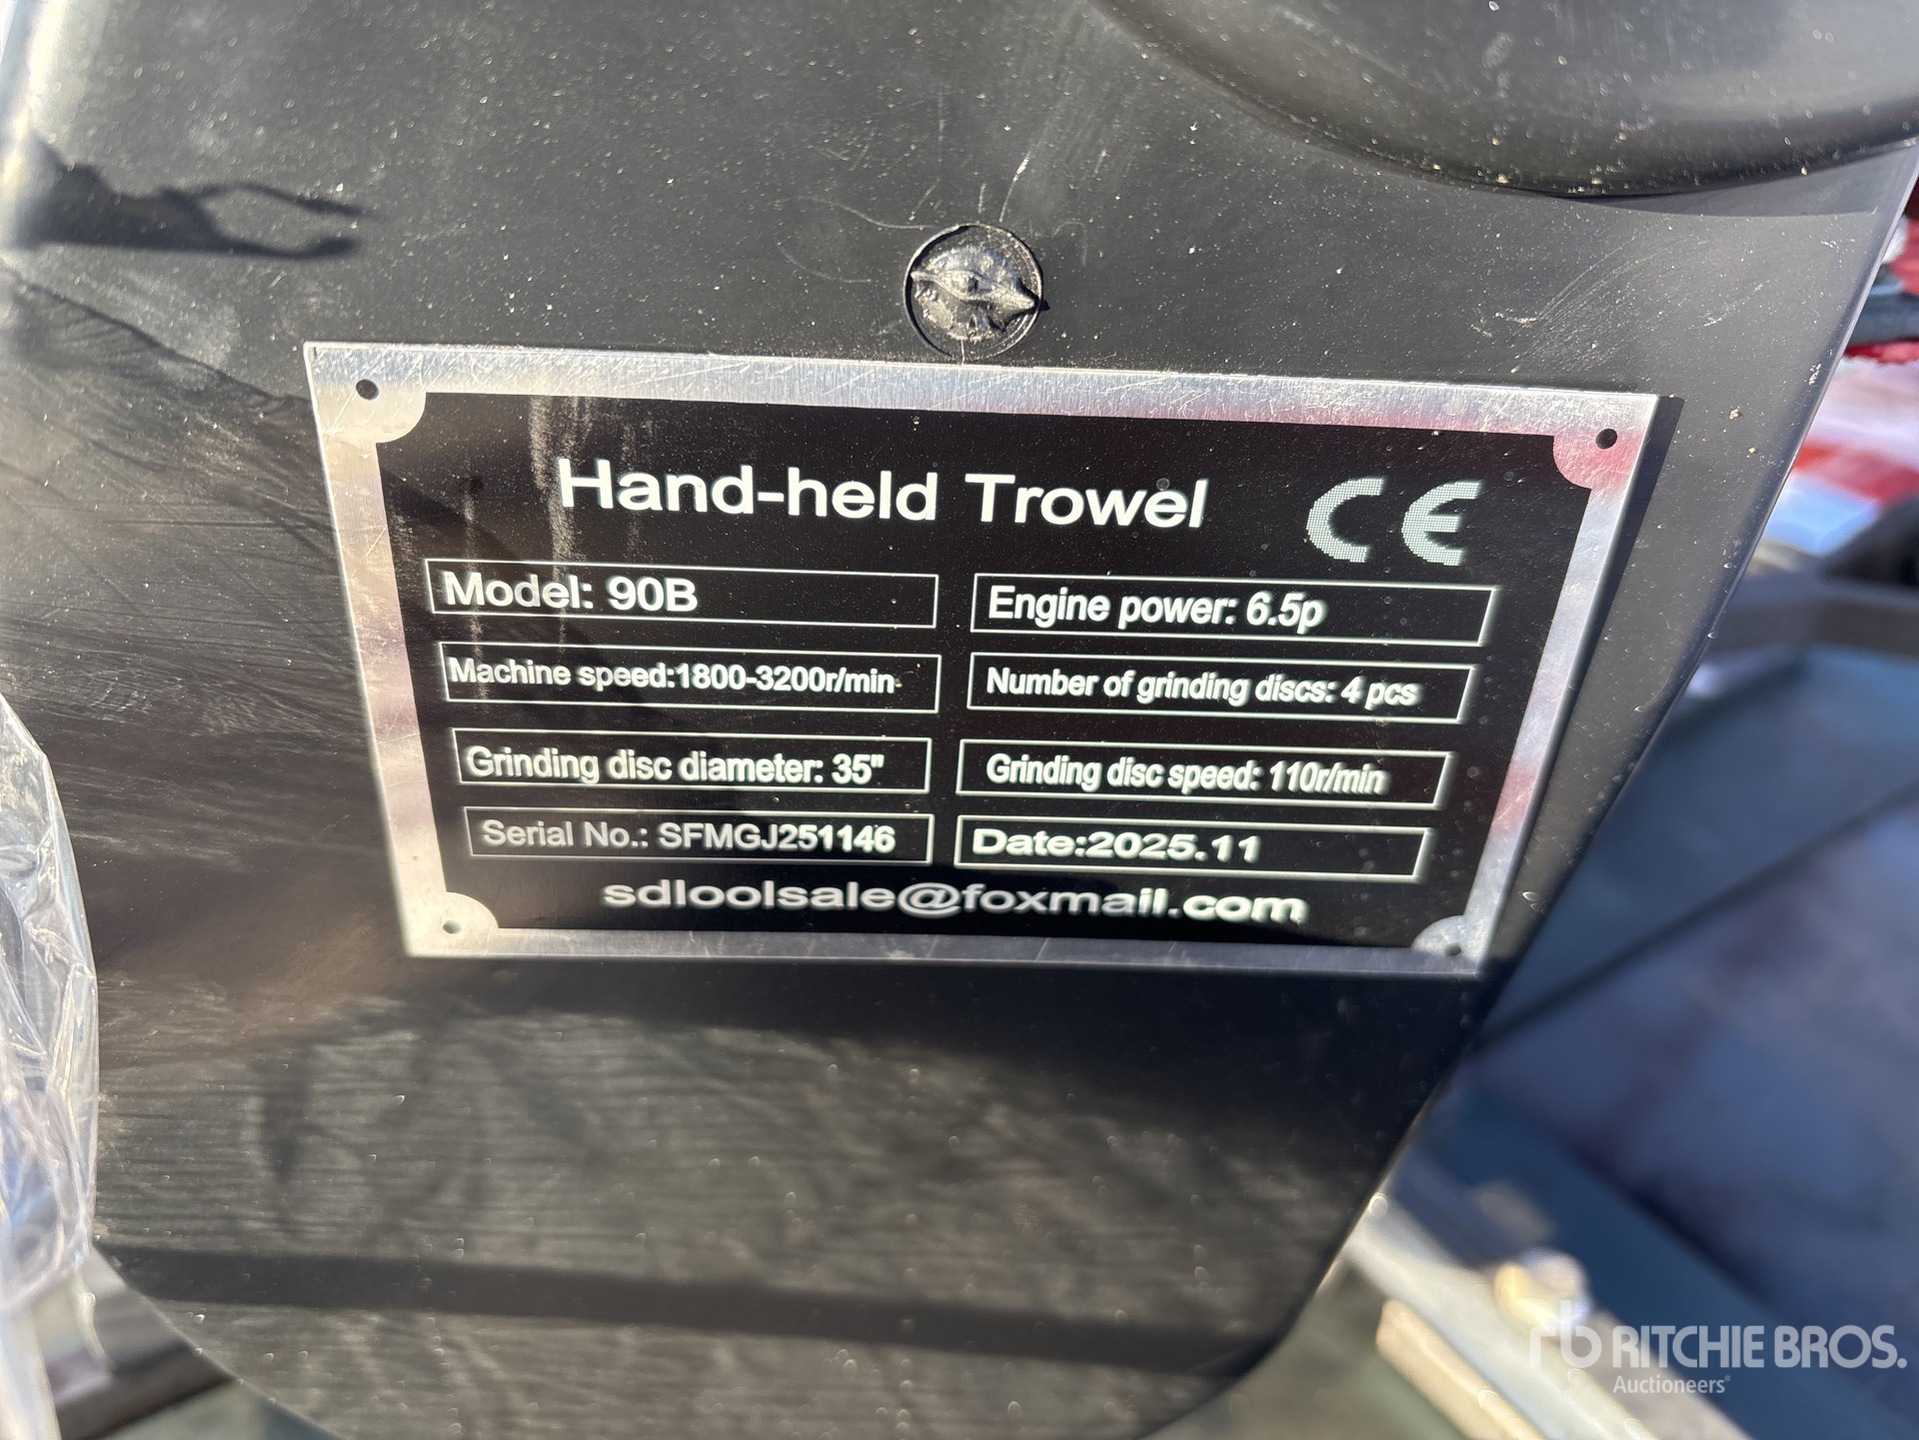 Hand-held Trowel CE
Model: 90B
Engine power: 6.5p
Machine speed:1800-3200r/min
Number of grinding discs: 4 pcs
Grinding disc diameter: 35"
Grinding disc speed: 110r/min
Serial No.: SFMGJ251146
Date:2025.11
sdloolsale@foxmail.com
rb RITCHIE BROS.
Auctioneers®